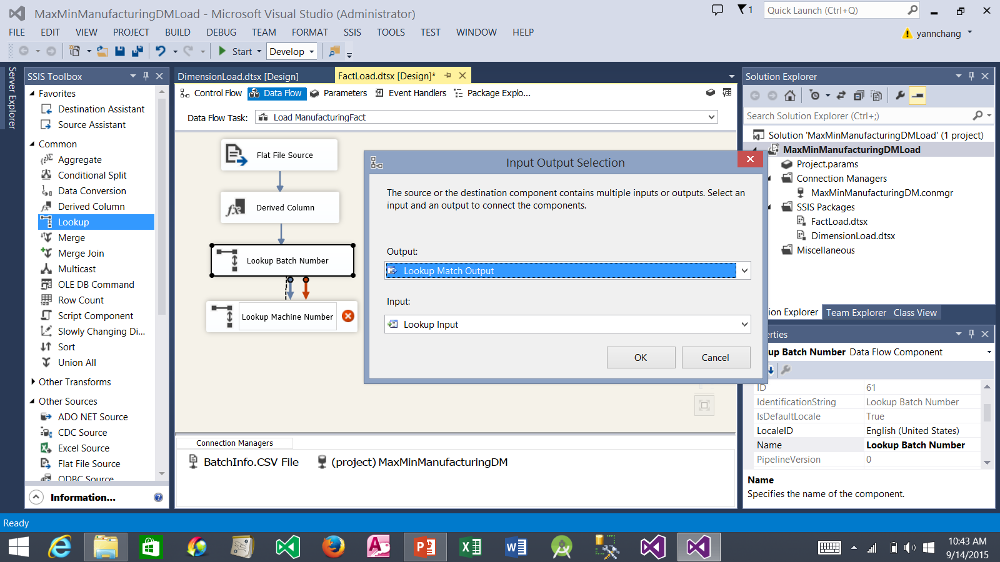 MaxMinManufacturingDMLoad - Microsoft Visual Studio (Administrator)
1
Quick Launch (Ctrl+Q)
FILE EDIT VIEW PROJECT BUILD DEBUG TEAM FORMAT SSIS TOOLS TEST WINDOW HELP
yannchang
Start
Develop
Server Explorer
SSIS Toolbox
Favorites
Destination Assistant
Source Assistant
Common
Aggregate
Conditional Split
Data Conversion
Derived Column
Lookup
Merge
Merge Join
Multicast
OLE DB Command
Row Count
Script Component
Slowly Changing Di...
Sort
Union All
Other Transforms
Other Sources
ADO NET Source
CDC Source
Excel Source
Flat File Source
ODBC Source
Information...
DimensionLoad.dtsx [Design]
FactLoad.dtsx [Design]*
Control Flow
Data Flow
Parameters
Event Handlers
Package Explo...
Data Flow Task:
Load ManufacturingFact
Flat File Source
Derived Column
Lookup Batch Number
Lookup Machine Number
Input Output Selection
The source or the destination component contains multiple inputs or outputs. Select an
input and an output to connect the components.
Output:
Lookup Match Output
Input:
Lookup Input
OK
Cancel
Connection Managers
BatchInfo.CSV File
(project) MaxMinManufacturingDM
Solution Explorer
Search Solution Explorer (Ctrl+;)
Solution 'MaxMinManufacturingDMLoad' (1 project)
MaxMinManufacturingDMLoad
Project.params
Connection Managers
MaxMinManufacturingDM.conmgr
SSIS Packages
FactLoad.dtsx
DimensionLoad.dtsx
Miscellaneous
ion Explorer
Team Explorer
Class View
erties
up Batch Number Data Flow Component
ID 61
IdentificationString Lookup Batch Number
IsDefaultLocale True
LocaleID English (United States)
Name Lookup Batch Number
PipelineVersion 0
Name
Specifies the name of the component.
Ready
10:43 AM
9/14/2015